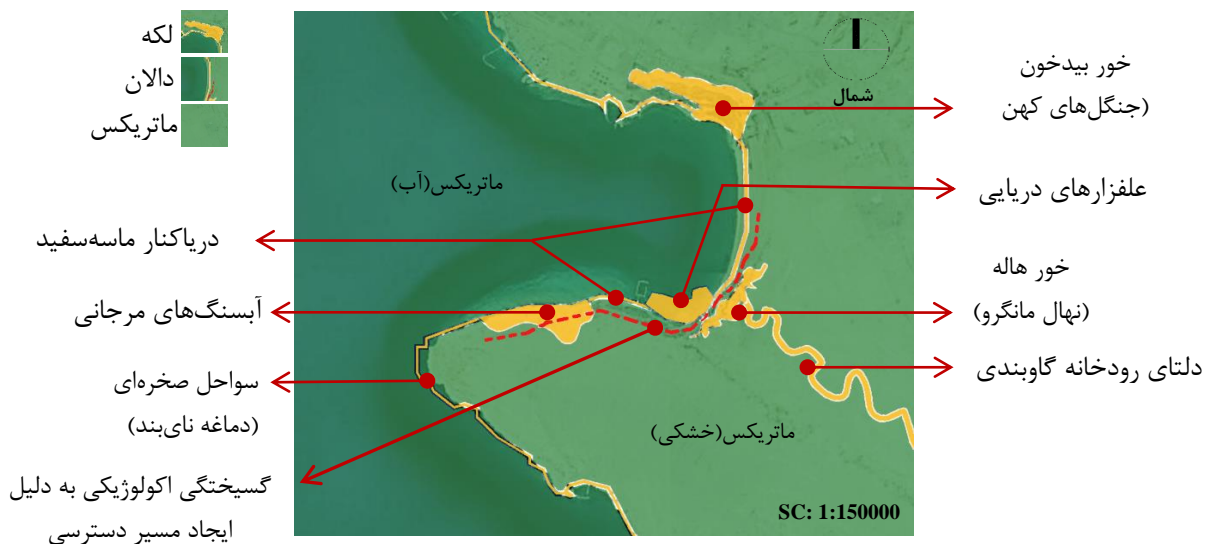 لکه
دالان
ماتریکس
شمال
ماتریکس(آب)
ماتریکس(خشکی)
SC: 1:150000
خور بیدخون
(جنگل‌های کهن
علفزارهای دریایی
خور هاله
(نهال مانگرو)
دلتای رودخانه گاوبندی
دریاکنار ماسه‌سفید
آبسنگ‌های مرجانی
سواحل صخره‌ای
(دماغه نای‌بند)
گسیختگی اکولوژیکی به دلیل
ایجاد مسیر دسترسی